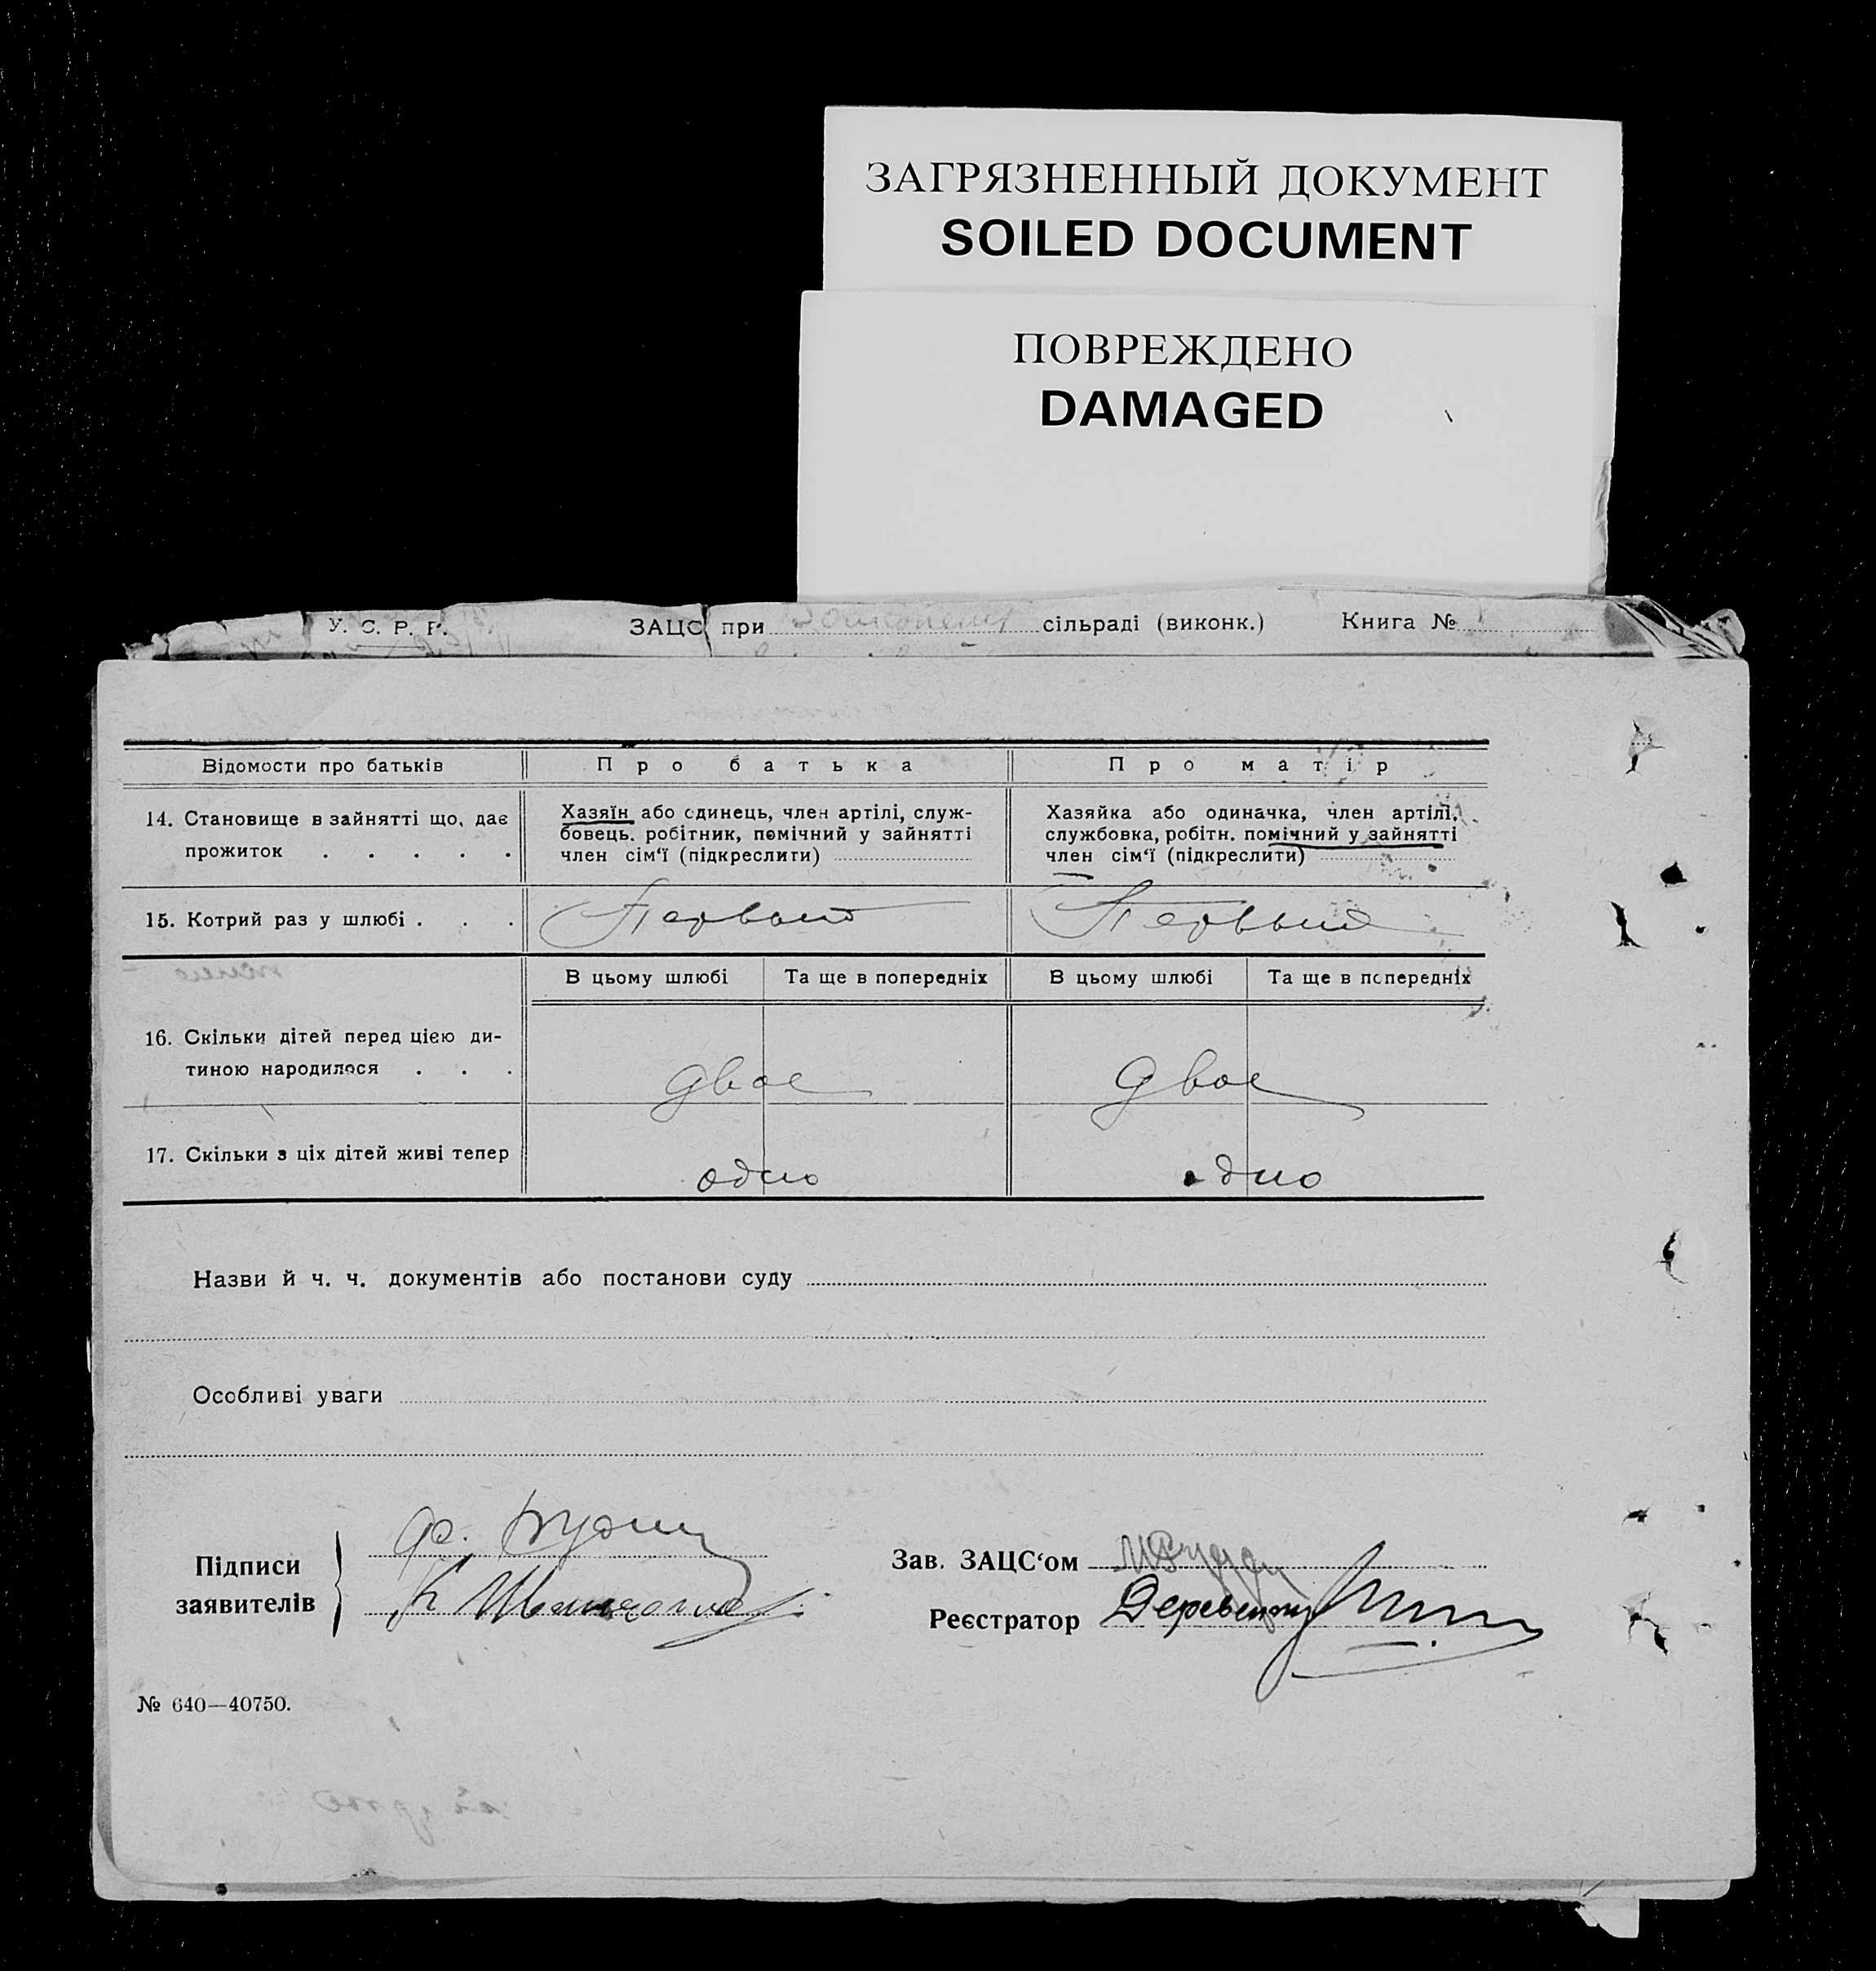 ЗАГРЯЗНЕННЫЙ ДОКУМЕНТ
SOILED DOCUMENT
ПОВРЕЖДЕНО
DAMAGED
У. С. Р. Р. ЗАЦС при сільраді (виконк.) Книга №
Відомости про батьків Про батька Про матір
14. Становище в зайнятті що, дає прожиток . . . . .
Хазяїн або одинець, член артілі, служ-
бовець. робітник, помічний у зайнятті
член сім‘ї (підкреслити)
Хазяйка або одиначка, член артілі,
службовка, робітн. помічний у зайнятті
член сім‘ї (підкреслити)
15. Котрий раз у шлюбі . . . Первый Первый
В цьому шлюбі Та ще в попередніх В цьому шлюбі Та ще в попередніх
16. Скільки дітей перед цією ди-
тиною народилося . . . двое двое
17. Скільки з ціх дітей живі тепер одно одно
Назви й ч. ч. документів або постанови суду
Особливі уваги
Підписи
заявителів
Зав. ЗАЦС‘ом
Реєстратор
№ 640—40750.